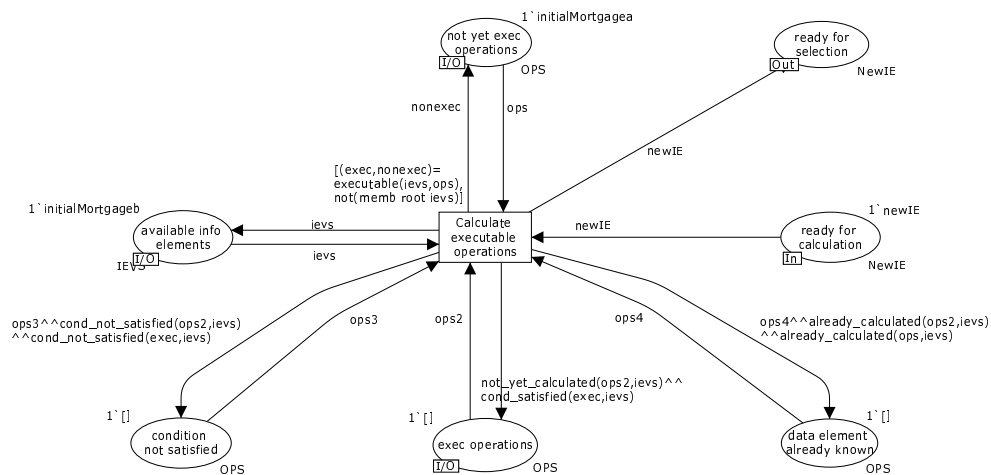 1`initialMortgagea
not yet exec
operations
I/O
OPS
ready for
selection
Out
NewIE
nonexec
ops
newIE
[(exec,nonexec)=
executable(ievs,ops),
not(memb root ievs)]
1`initialMortgageb
available info
elements
I/O
IEVS
ievs
ievs
Calculate
executable
operations
newIE
1`newIE
ready for
calculation
In
NewIE
ops3^^cond_not_satisfied(ops2,ievs)
^^cond_not_satisfied(exec,ievs)
ops3
ops2
ops4
ops4^^already_calculated(ops2,ievs)
^^already_calculated(ops,ievs)
not_yet_calculated(ops2,ievs)^^
cond_satisfied(exec,ievs)
1`[]
condition
not satisfied
OPS
1`[]
exec operations
I/O
OPS
1`[]
data element
already known
OPS